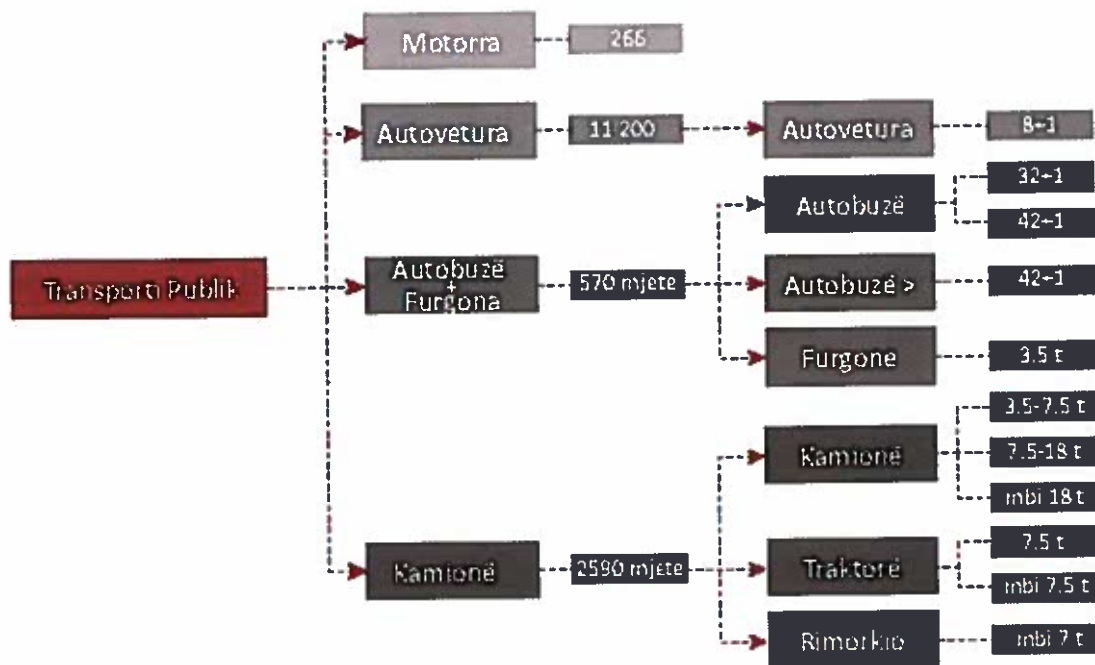 Transporti Publik
Motorra
266
Autovetura
11 200
Autovetura
8+1
Autobuzë
+
Furgona
570 mjete
Autobuzë
32+1
42+1
Autobuzë >
42+1
Furgone
3.5 t
Kamionë
2590 mjete
Kamionë
3.5-7.5 t
7.5-18 t
mbi 18 t
Traktorë
7.5 t
mbi 7.5 t
Rimorkio
mbi 7 t